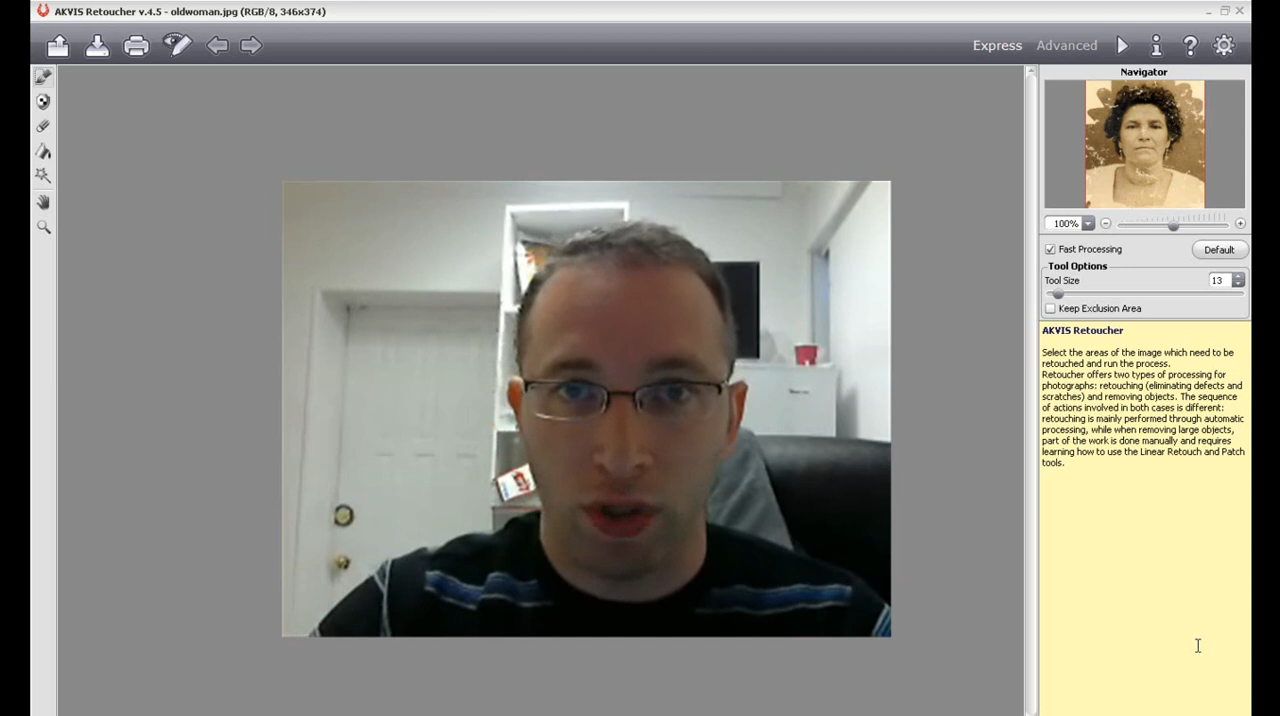 AKVIS Retoucher v.4.5 - oldwoman.jpg (RGB/8, 346x374)
Express Advanced
Navigator
100%
Fast Processing Default
Tool Options
Tool Size 13
Keep Exclusion Area
AKVIS Retoucher
Select the areas of the image which need to be
retouched and run the process.
Retoucher offers two types of processing for
photographs: retouching (eliminating defects and
scratches) and removing objects. The sequence
of actions involved in both cases is different:
retouching is mainly performed through automatic
processing, while when removing large objects,
part of the work is done manually and requires
learning how to use the Linear Retouch and Patch
tools.